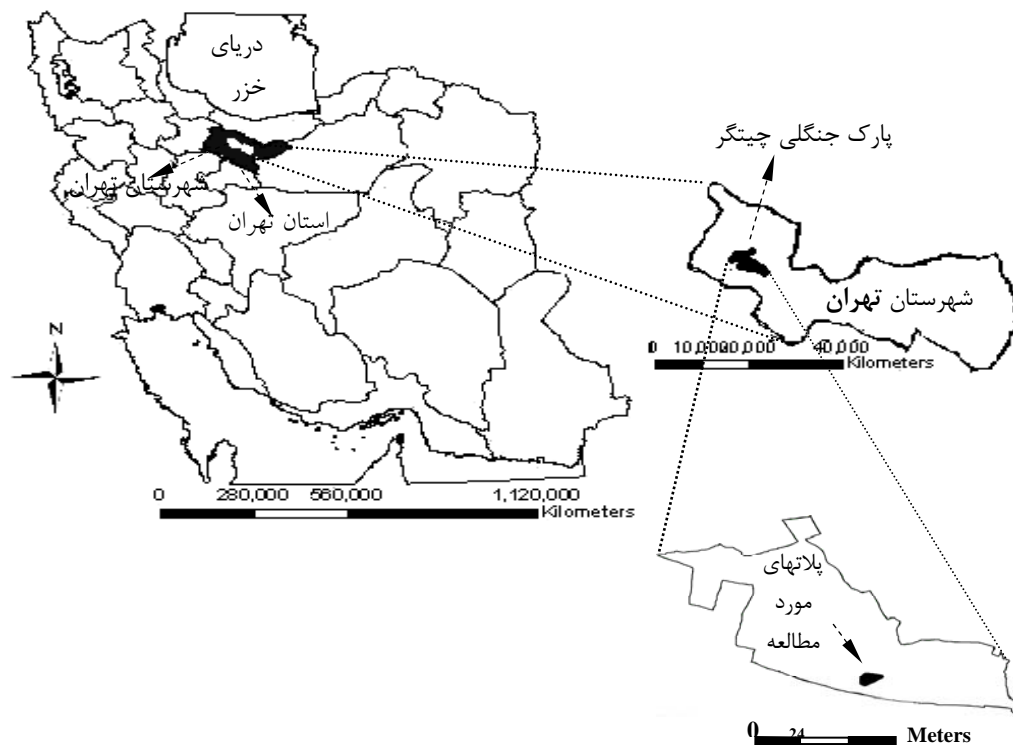 دریای
خزر
شهرستان تهران
استان تهران
N
0 280,000 560,000 1,120,000
Kilometers
پارک جنگلی چیتگر
شهرستان تهران
0 10,000 20,000 40,000
Kilometers
پلاتهای
مورد
مطالعه
0 24 Meters